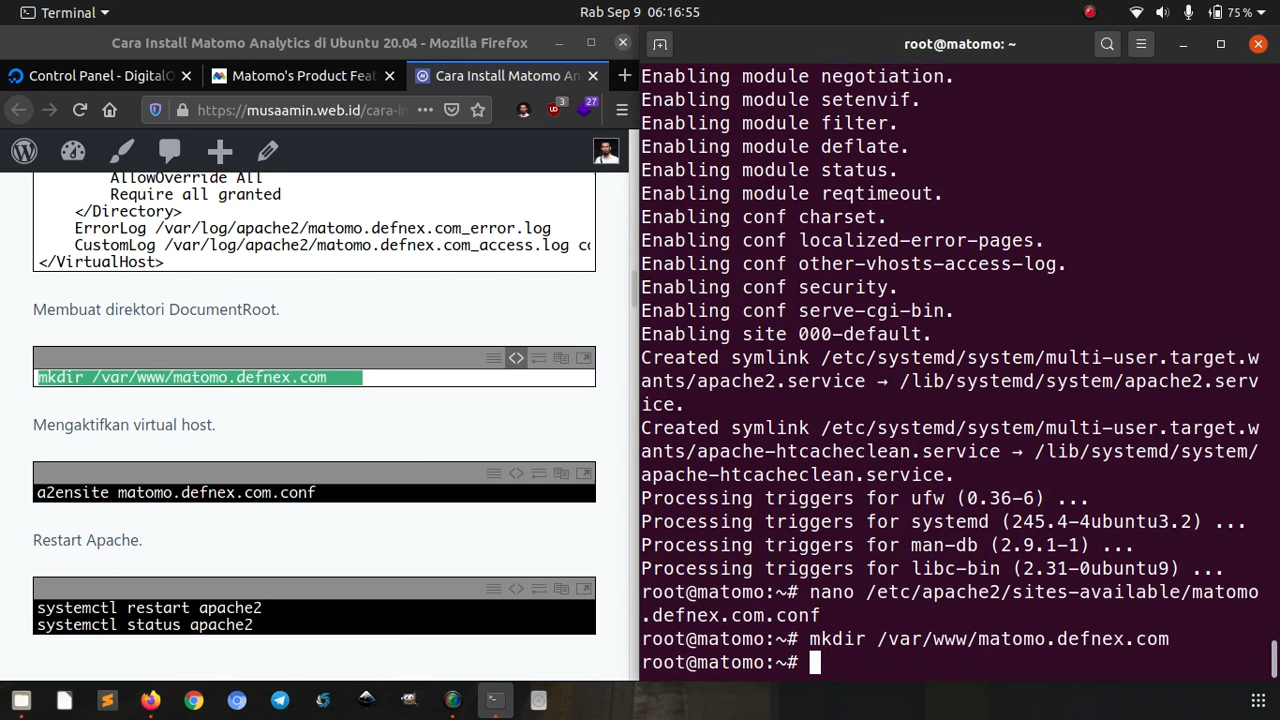 Terminal
Rab Sep 9 06:16:55
75 %
Cara Install Matomo Analytics di Ubuntu 20.04 - Mozilla Firefox
Control Panel - DigitalO
Matomo's Product Feat
Cara Install Matomo An
https://musaamin.web.id/cara-in
3
27
AllowOverride All
Require all granted
</Directory>
ErrorLog /var/log/apache2/matomo.defnex.com_error.log
CustomLog /var/log/apache2/matomo.defnex.com_access.log co
</VirtualHost>
Membuat direktori DocumentRoot.
mkdir /var/www/matomo.defnex.com
Mengaktifkan virtual host.
a2ensite matomo.defnex.com.conf
Restart Apache.
systemctl restart apache2
systemctl status apache2
root@matomo: ~
Enabling module negotiation.
Enabling module setenvif.
Enabling module filter.
Enabling module deflate.
Enabling module status.
Enabling module reqtimeout.
Enabling conf charset.
Enabling conf localized-error-pages.
Enabling conf other-vhosts-access-log.
Enabling conf security.
Enabling conf serve-cgi-bin.
Enabling site 000-default.
Created symlink /etc/systemd/system/multi-user.target.w
ants/apache2.service → /lib/systemd/system/apache2.serv
ice.
Created symlink /etc/systemd/system/multi-user.target.w
ants/apache-htcacheclean.service → /lib/systemd/system/
apache-htcacheclean.service.
Processing triggers for ufw (0.36-6) ...
Processing triggers for systemd (245.4-4ubuntu3.2) ...
Processing triggers for man-db (2.9.1-1) ...
Processing triggers for libc-bin (2.31-0ubuntu9) ...
root@matomo:~# nano /etc/apache2/sites-available/matomo
.defnex.com.conf
root@matomo:~# mkdir /var/www/matomo.defnex.com
root@matomo:~#